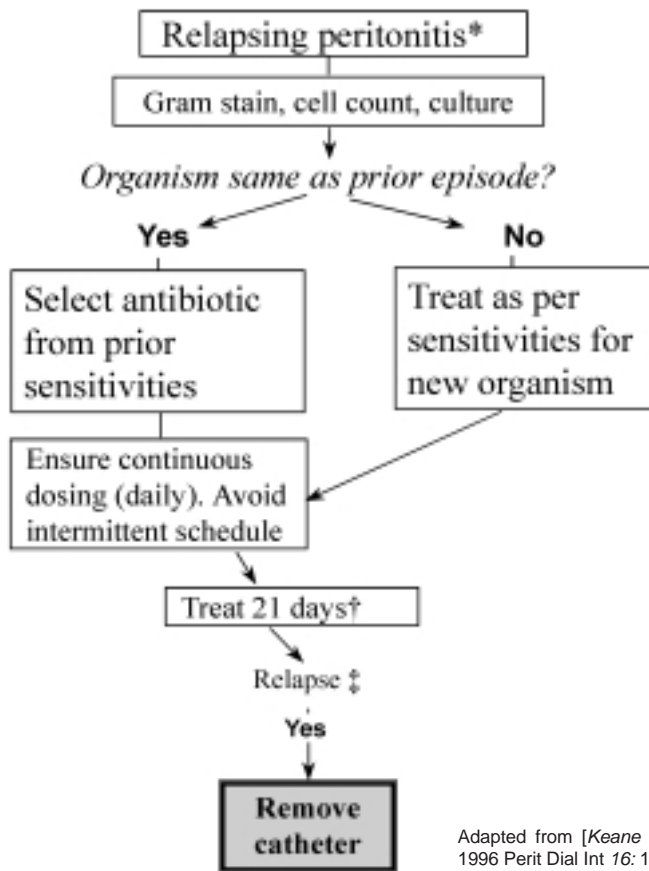 Relapsing peritonitis*
Gram stain, cell count, culture
Organism same as prior episode?
Yes
No
Select antibiotic
from prior
sensitivities
Treat as per
sensitivities for
new organism
Ensure continuous
dosing (daily). Avoid
intermittent schedule
Treat 21 days†
Relapse ‡
Yes
Remove
catheter
Adapted from [Keane
1996 Perit Dial Int 16: 1